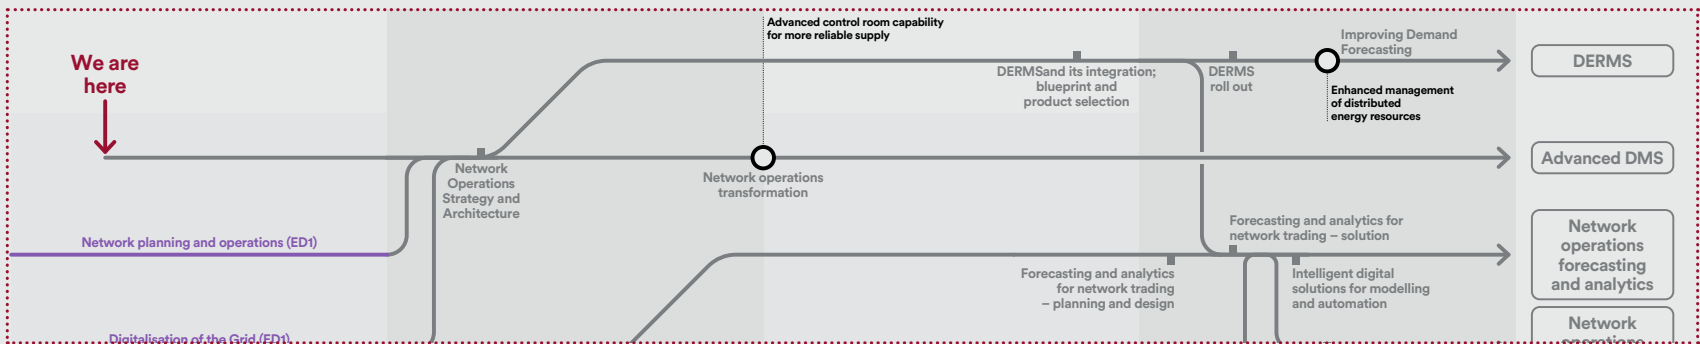 Advanced control room capability
for more reliable supply
We are
here
Improving Demand
Forecasting
DERMS
DERMSand its integration;
blueprint and
product selection
DERMS
roll out
Enhanced management
of distributed
energy resources
Network
Operations
Strategy and
Architecture
Network operations
transformation
Advanced DMS
Network planning and operations (ED1)
Forecasting and analytics for
network trading – solution
Forecasting and analytics
for network trading
– planning and design
Intelligent digital
solutions for modelling
and automation
Network
operations
forecasting
and analytics
Digitalisation of the Grid (ED1)
Network
operations